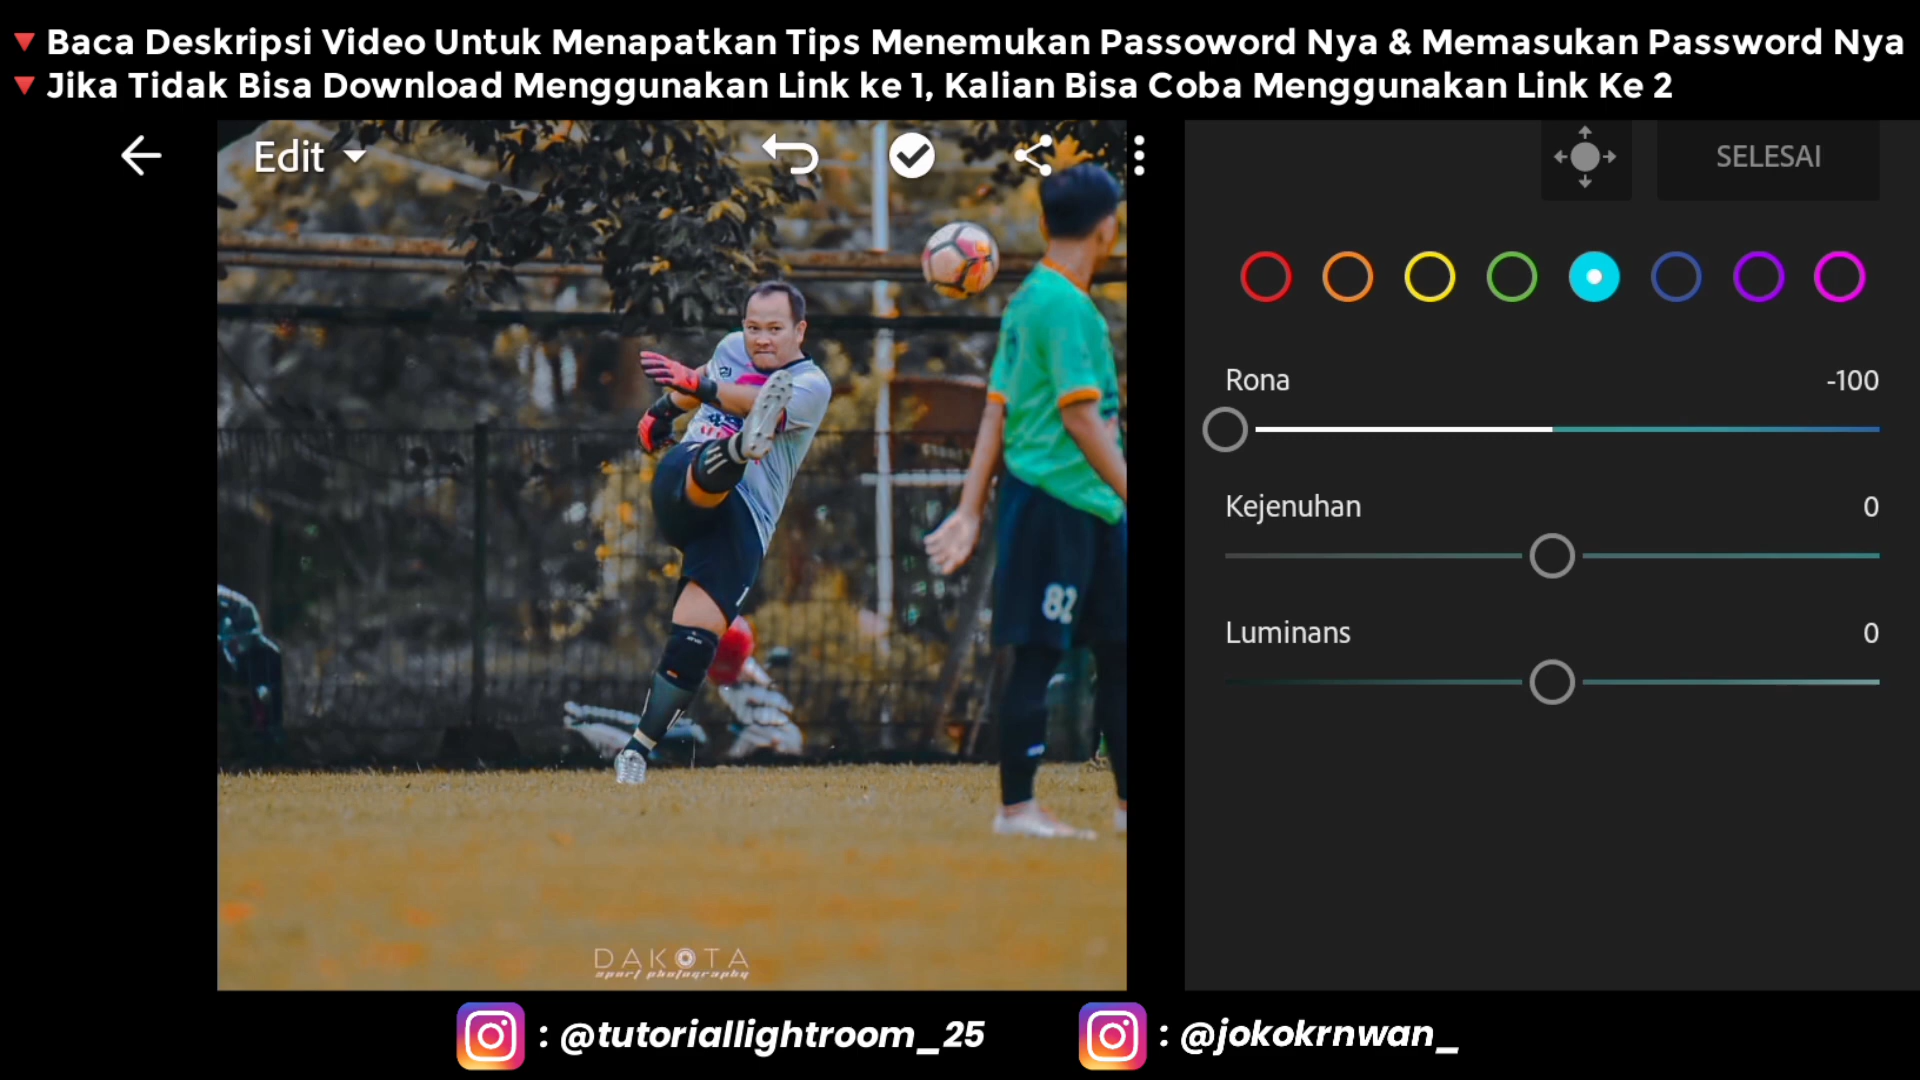 Baca Deskripsi Video Untuk Menapatkan Tips Menemukan Passoword Nya & Memasukan Password Nya
Jika Tidak Bisa Download Menggunakan Link ke 1, Kalian Bisa Coba Menggunakan Link Ke 2
Edit
SELESAI
Rona -100
Kejenuhan 0
Luminans 0
82
DAKOTA
sport photography
: @tutoriallightroom_25 : @jokokrnwan_